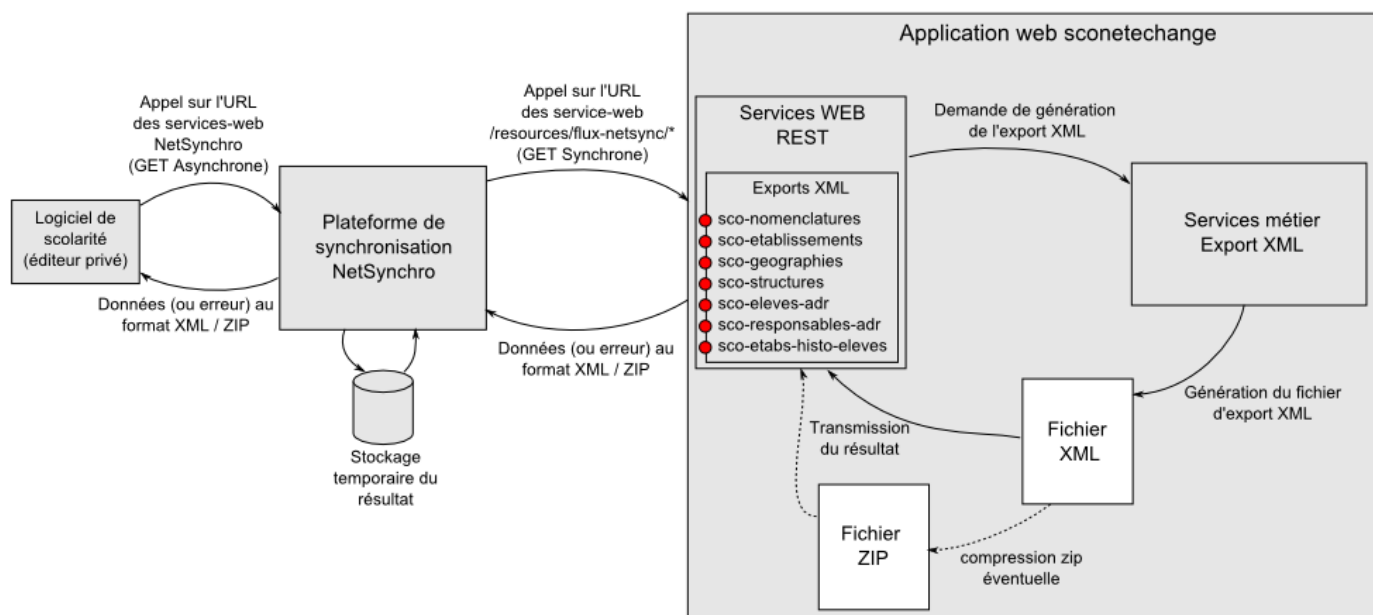 Application web sconetechange
Appel sur l'URL
des services-web
NetSynchro
(GET Asynchrone)
Appel sur l'URL
des service-web
/resources/flux-netsync/*
(GET Synchrone)
Services WEB
REST
Demande de génération
de l'export XML
Exports XML
sco-nomenclatures
sco-etablissements
sco-geographies
sco-structures
sco-eleves-adr
sco-responsables-adr
sco-etabs-histo-eleves
Logiciel de
scolarité
(éditeur privé)
Plateforme de
synchronisation
NetSynchro
Services métier
Export XML
Données (ou erreur) au
format XML / ZIP
Données (ou erreur) au
format XML / ZIP
Stockage
temporaire du
résultat
Génération du fichier
d'export XML
Transmission
du résultat
Fichier
XML
Fichier
ZIP
compression zip
éventuelle